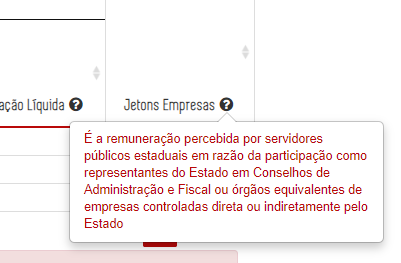 ação Líquida
Jetons Empresas
É a remuneração percebida por servidores
públicos estaduais em razão da participação como
representantes do Estado em Conselhos de
Administração e Fiscal ou órgãos equivalentes de
empresas controladas direta ou indiretamente pelo
Estado